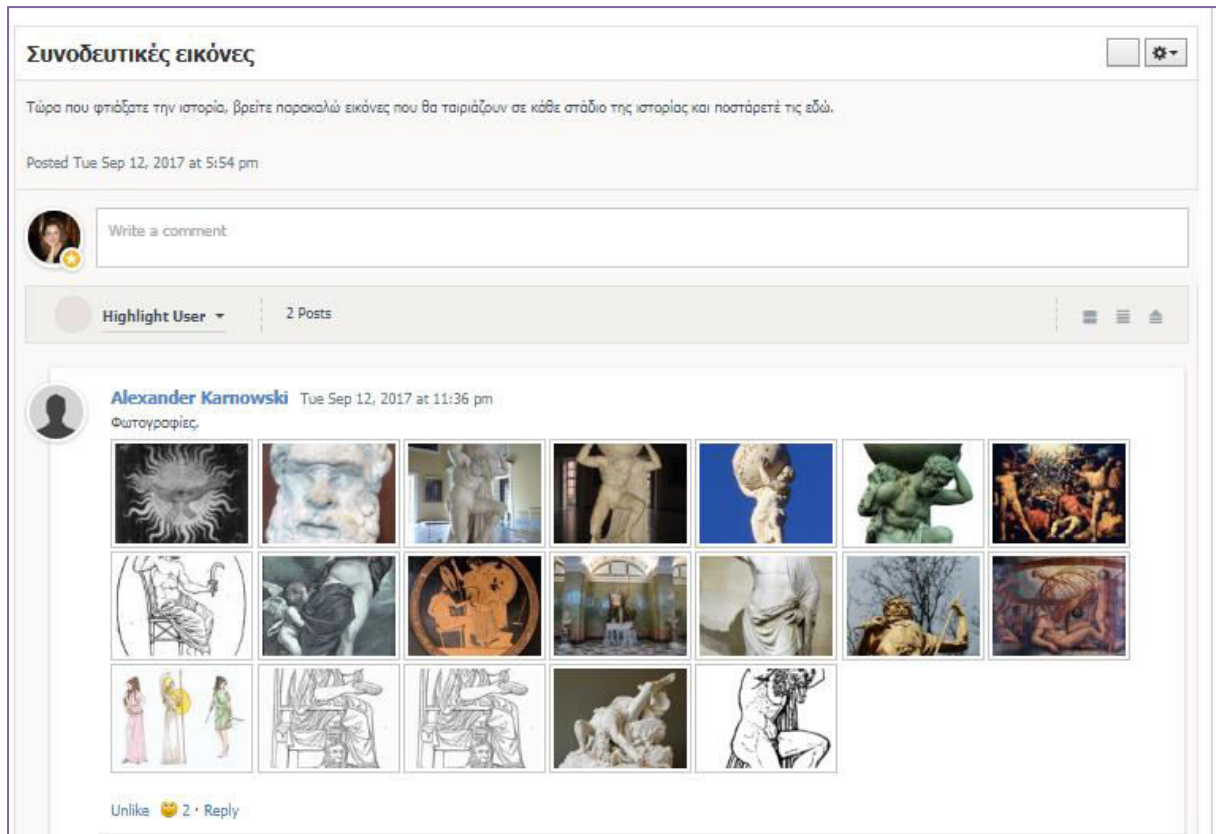 Συνοδευτικές εικόνες
Τώρα που φτιάξατε την ιστορία, βρείτε παρακαλώ εικόνες που θα ταιριάζουν σε κάθε στάδιο της ιστορίας και ποστάρετέ τις εδώ.
Posted Tue Sep 12, 2017 at 5:54 pm
Write a comment
Highlight User
2 Posts
Alexander Karnowski Tue Sep 12, 2017 at 11:36 pm
Φωτογραφίες.
Unlike 2 · Reply